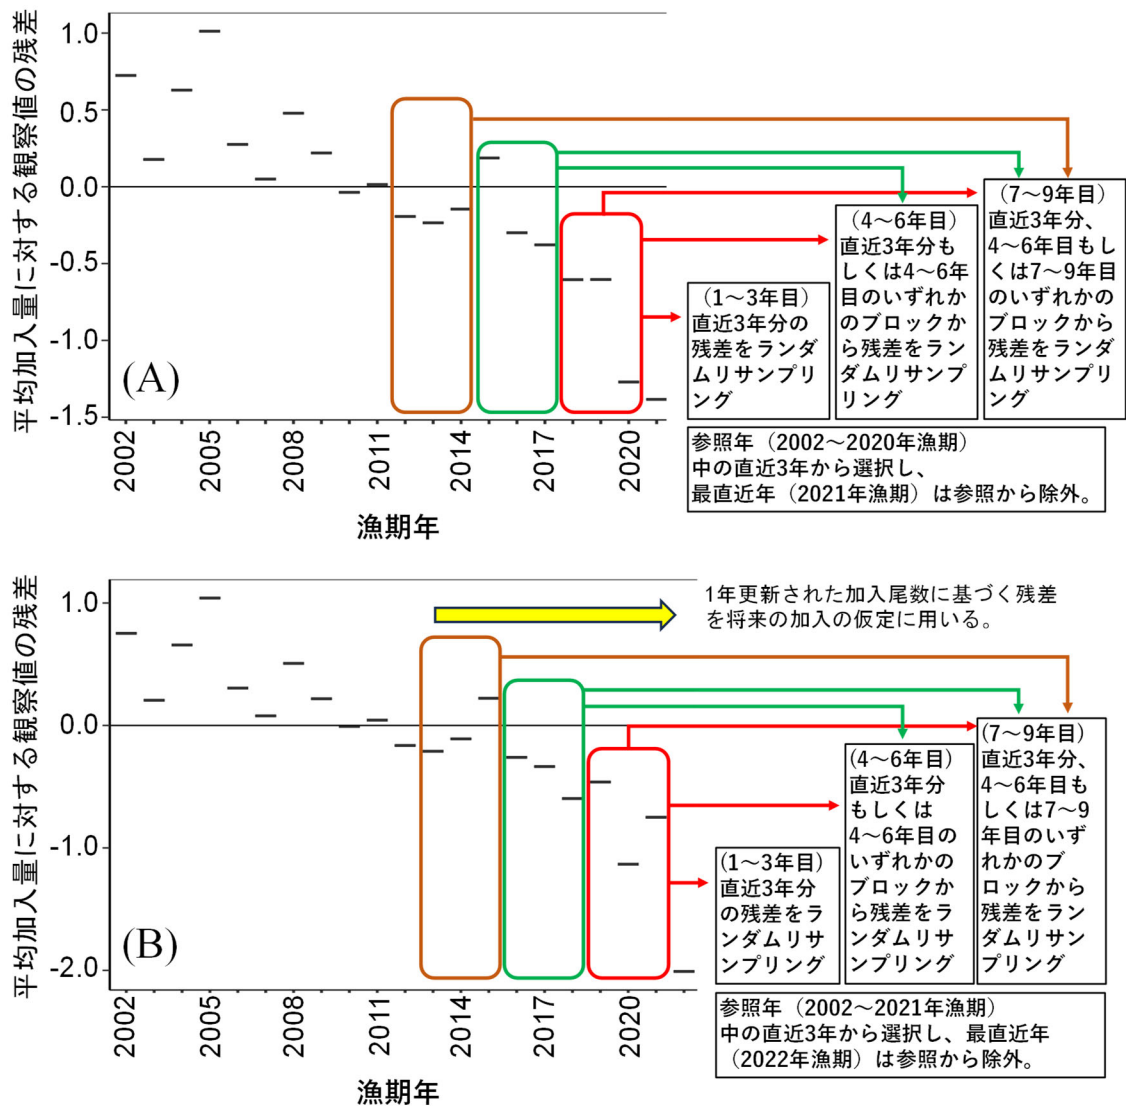 平均加入量に対する観察値の残差
1.0
0.5
0.0
-0.5
-1.0
-1.5
(A)
2002
2005
2008
2011
2014
2017
2020
漁期年
（1～3年目）
直近3年分の
残差をランダ
ムリサンプリ
ング
（4～6年目）
直近3年分も
しくは4～6年
目のいずれか
のブロックか
ら残差をラン
ダムリサンプ
リング
（7～9年目）
直近3年分、
4～6年目もし
くは7～9年目
のいずれかの
ブロックから
残差をランダ
ムリサンプリ
ング
参照年（2002～2020年漁期）
中の直近3年から選択し、
最直近年（2021年漁期）は参照から除外。
平均加入量に対する観察値の残差
1.0
0.0
-1.0
-2.0
(B)
2002
2005
2008
2011
2014
2017
2020
漁期年
1年更新された加入尾数に基づく残差
を将来の加入の仮定に用いる。
(1～3年目)
直近3年分
の残差をラ
ンダムリサ
ンプリング
(4～6年目)
直近3年分
もしくは
4～6年目の
いずれかの
ブロックか
ら残差をラ
ンダムリサ
ンプリング
(7～9年目)
直近3年分、
4～6年目も
しくは7～9
年目のいず
れかのブ
ロックから
残差をラン
ダムリサン
プリング
参照年（2002～2021年漁期）
中の直近3年から選択し、最直近年
（2022年漁期）は参照から除外。